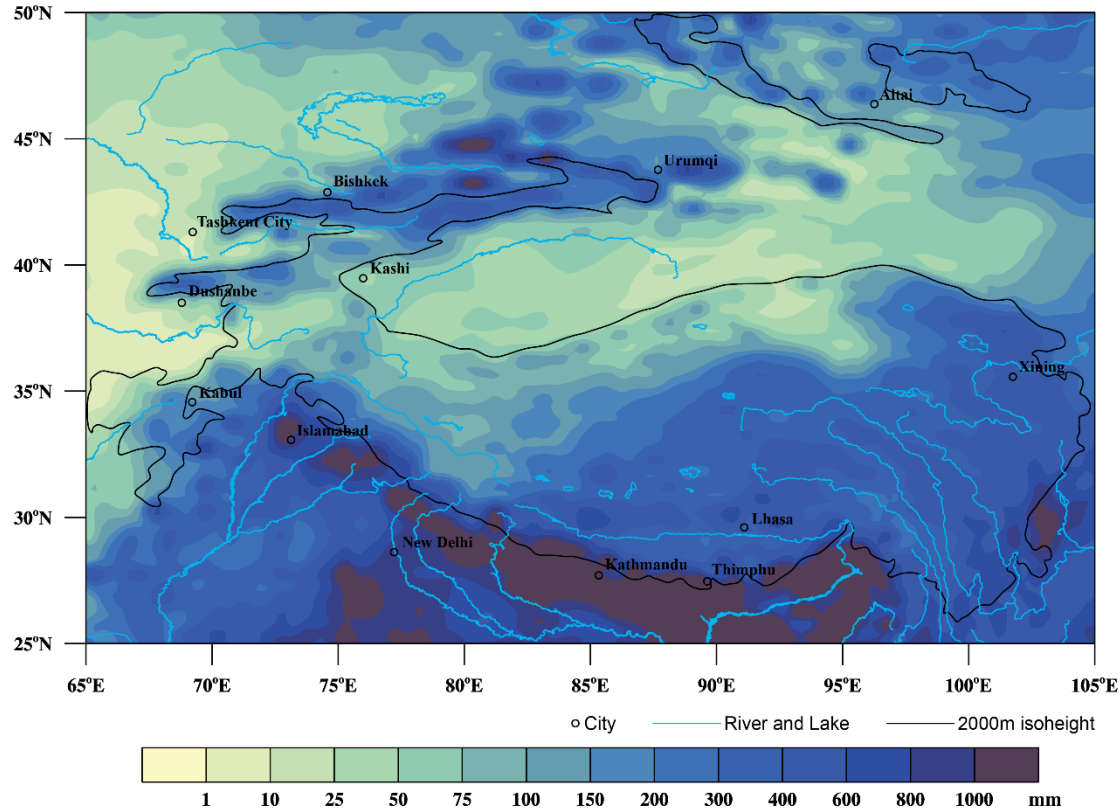 50°N
45°N
40°N
35°N
30°N
25°N
Altai
Urumqi
Bishkek
Tashkent City
Kashi
Dushanbe
Xining
Kabul
Islamabad
Lhasa
New Delhi
Kathmandu
Thimphu
65°E 70°E 75°E 80°E 85°E 90°E 95°E 100°E 105°E
City River and Lake 2000m isoheight
1 10 25 50 75 100 150 200 300 400 600 800 1000 mm